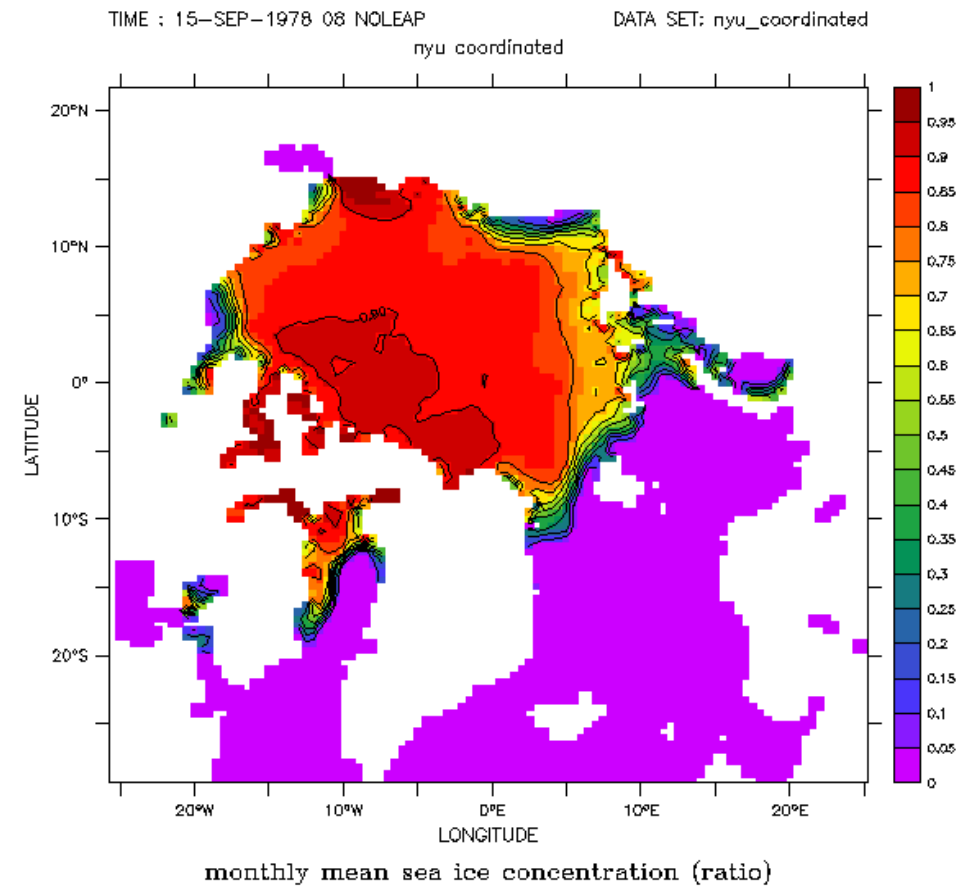 TIME : 15-SEP-1978 08 NOLEAP DATA SET: nyu_coordinated
nyu coordinated
20°N
10°N
0°
10°S
20°S
LATITUDE
0.90
1
0.95
0.9
0.85
0.8
0.75
0.7
0.65
0.6
0.55
0.5
0.45
0.4
0.35
0.3
0.25
0.2
0.15
0.1
0.05
0
20°W 10°W 0°E 10°E 20°E
LONGITUDE
monthly mean sea ice concentration (ratio)